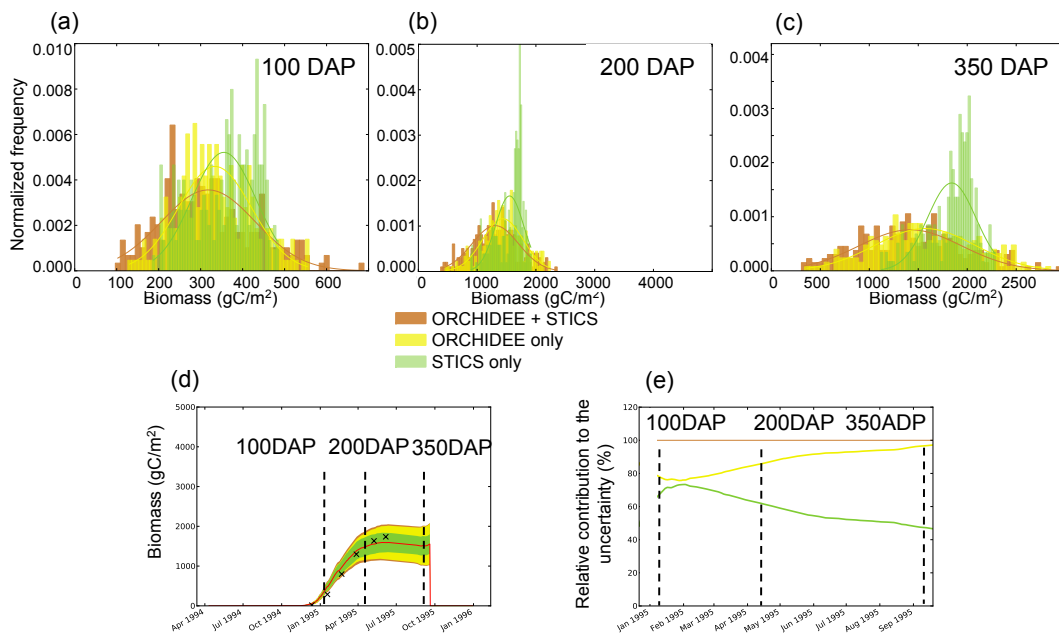 (a)
(b)
(c)
0.010
0.008
0.006
0.004
0.002
0.000
Normalized frequency
100 DAP
0 100 200 300 400 500 600
Biomass (gC/m²)
0.005
0.004
0.003
0.002
0.001
0.000
200 DAP
0 1000 2000 3000 4000
Biomass (gC/m²)
0.004
0.003
0.002
0.001
0.000
350 DAP
500 1000 1500 2000 2500
Biomass (gC/m²)
ORCHIDEE + STICS
ORCHIDEE only
STICS only
(d)
5000
4000
3000
2000
1000
0
Biomass (gC/m²)
100DAP 200DAP 350DAP
Apr 1994 Jul 1994 Oct 1994 Jan 1995 Apr 1995 Jul 1995 Oct 1995 Jan 1996
(e)
120
100
80
60
40
20
0
Relative contribution to the
uncertainty (%)
100DAP 200DAP 350ADP
Jan 1995 Feb 1995 Mar 1995 Apr 1995 May 1995 Jun 1995 Jul 1995 Aug 1995 Sep 1995